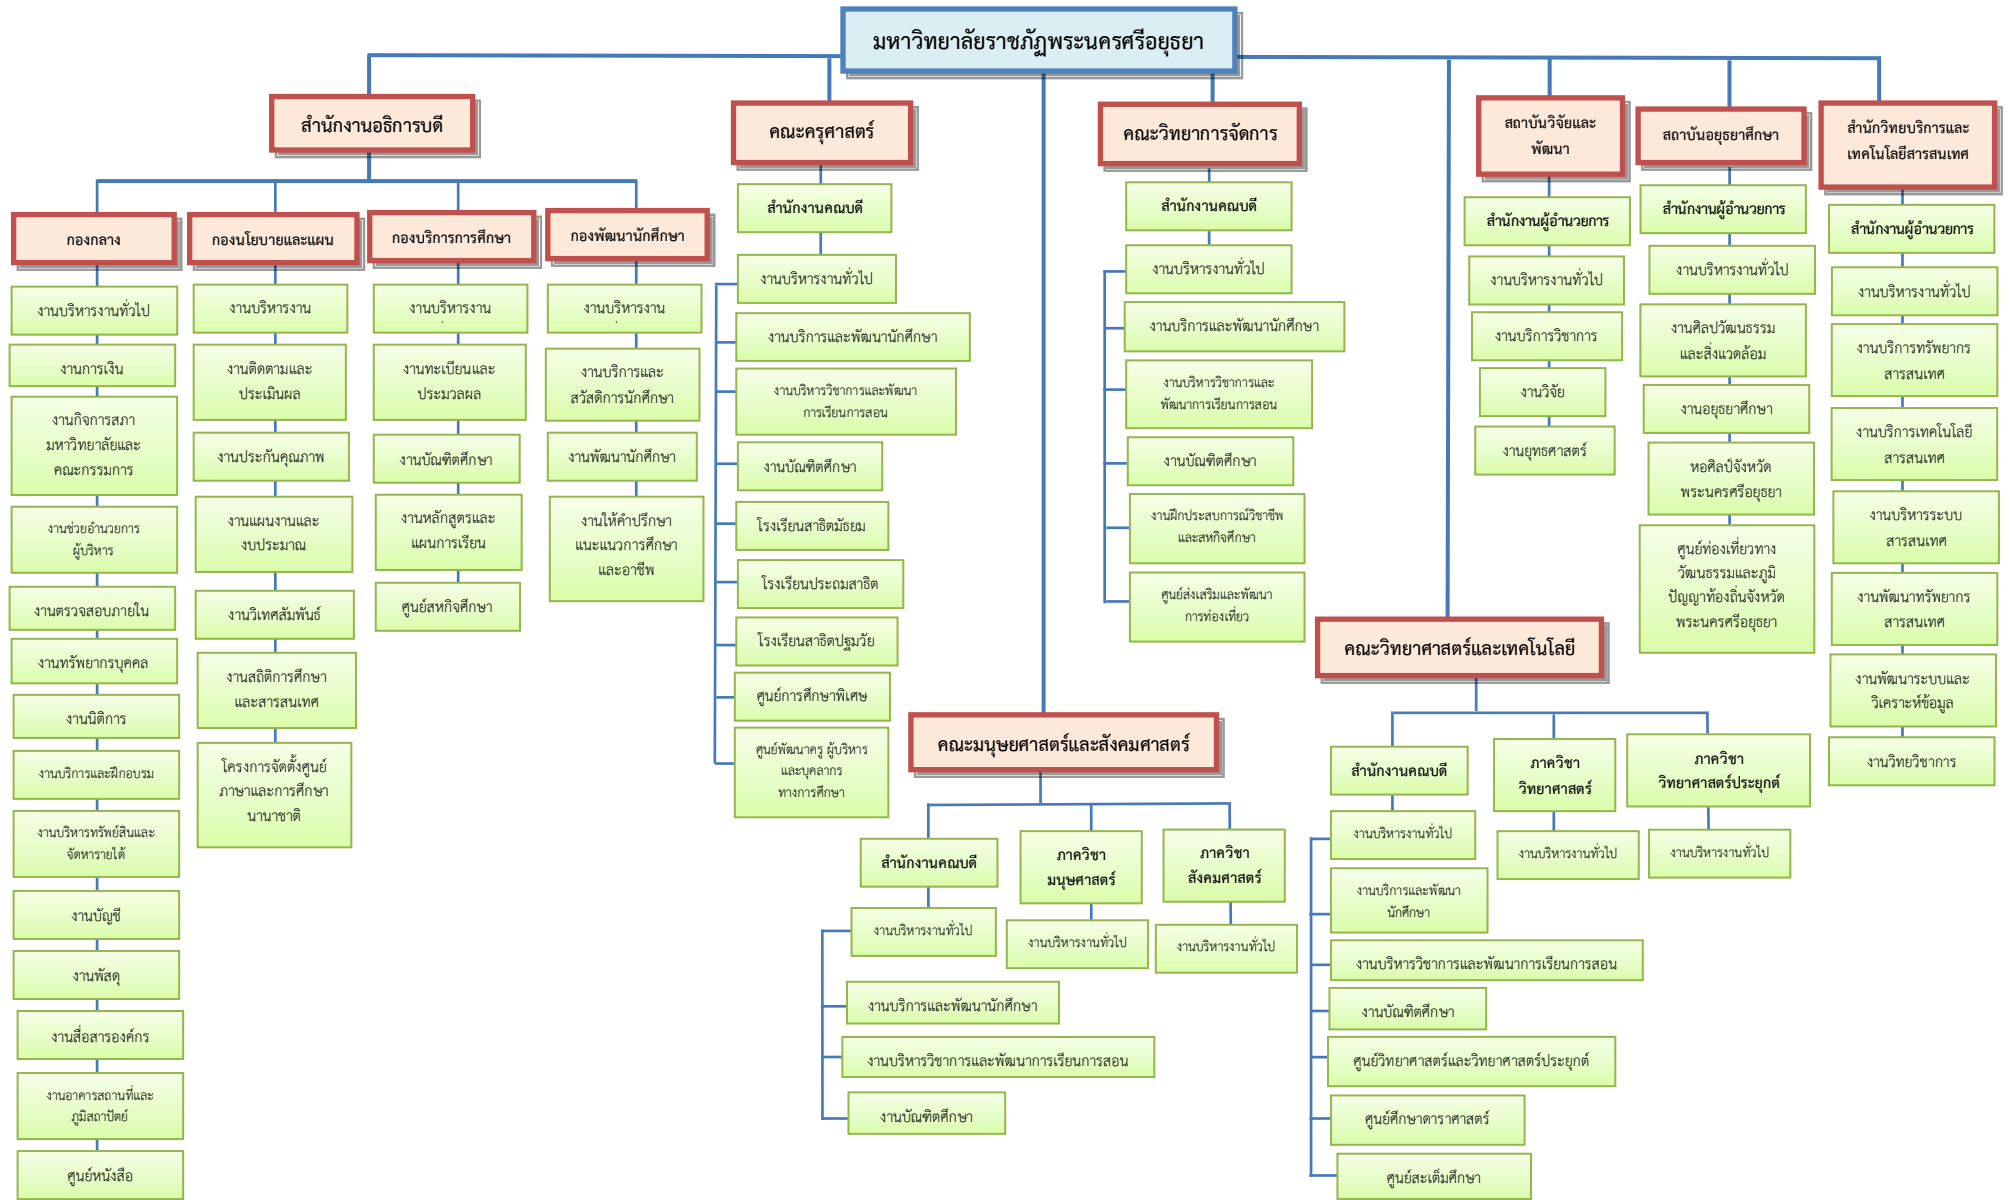 มหาวิทยาลัยราชภัฏพระนครศรีอยุธยา
สำนักงานอธิการบดี
กองกลาง
งานบริหารงานทั่วไป
งานการเงิน
งานกิจการสภา
มหาวิทยาลัยและ
คณะกรรมการ
งานช่วยอำนวยการ
ผู้บริหาร
งานตรวจสอบภายใน
งานทรัพยากรบุคคล
งานนิติการ
งานบริการและฝึกอบรม
งานบริหารทรัพย์สินและ
จัดหารายได้
งานบัญชี
งานพัสดุ
งานสื่อสารองค์กร
งานอาคารสถานที่และ
ภูมิสถาปัตย์
ศูนย์หนังสือ
กองนโยบายและแผน
งานบริหารงาน
งานติดตามและ
ประเมินผล
งานประกันคุณภาพ
งานแผนงานและ
งบประมาณ
งานวิเทศสัมพันธ์
งานสถิติการศึกษา
และสารสนเทศ
โครงการจัดตั้งศูนย์
ภาษาและการศึกษา
นานาชาติ
กองบริการการศึกษา
งานบริหารงาน
งานทะเบียนและ
ประมวลผล
งานบัณฑิตศึกษา
งานหลักสูตรและ
แผนการเรียน
ศูนย์สหกิจศึกษา
กองพัฒนานักศึกษา
งานบริหารงาน
งานบริการและ
สวัสดิการนักศึกษา
งานพัฒนานักศึกษา
งานให้คำปรึกษา
แนะแนวการศึกษา
และอาชีพ
คณะครุศาสตร์
สำนักงานคณบดี
งานบริหารงานทั่วไป
งานบริการและพัฒนานักศึกษา
งานบริหารวิชาการและพัฒนา
การเรียนการสอน
งานบัณฑิตศึกษา
โรงเรียนสาธิตมัธยม
โรงเรียนประถมสาธิต
โรงเรียนสาธิตปฐมวัย
ศูนย์การศึกษาพิเศษ
ศูนย์พัฒนาครู ผู้บริหาร
และบุคลากร
ทางการศึกษา
คณะมนุษยศาสตร์และสังคมศาสตร์
สำนักงานคณบดี
งานบริหารงานทั่วไป
งานบริการและพัฒนานักศึกษา
งานบริหารวิชาการและพัฒนาการเรียนการสอน
งานบัณฑิตศึกษา
ภาควิชา
มนุษศาสตร์
งานบริหารงานทั่วไป
ภาควิชา
สังคมศาสตร์
งานบริหารงานทั่วไป
คณะวิทยาการจัดการ
สำนักงานคณบดี
งานบริหารงานทั่วไป
งานบริการและพัฒนานักศึกษา
งานบริหารวิชาการและ
พัฒนาการเรียนการสอน
งานบัณฑิตศึกษา
งานฝึกประสบการณ์วิชาชีพ
และสหกิจศึกษา
ศูนย์ส่งเสริมและพัฒนา
การท่องเที่ยว
คณะวิทยาศาสตร์และเทคโนโลยี
สำนักงานคณบดี
งานบริหารงานทั่วไป
งานบริการและพัฒนา
นักศึกษา
งานบริหารวิชาการและพัฒนาการเรียนการสอน
งานบัณฑิตศึกษา
ศูนย์วิทยาศาสตร์และวิทยาศาสตร์ประยุกต์
ศูนย์ศึกษาดาราศาสตร์
ศูนย์สะเต็มศึกษา
ภาควิชา
วิทยาศาสตร์
งานบริหารงานทั่วไป
ภาควิชา
วิทยาศาสตร์ประยุกต์
งานบริหารงานทั่วไป
สถาบันวิจัยและ
พัฒนา
สำนักงานผู้อำนวยการ
งานบริหารงานทั่วไป
งานบริการวิชาการ
งานวิจัย
งานยุทธศาสตร์
สถาบันอยุธยาศึกษา
สำนักงานผู้อำนวยการ
งานบริหารงานทั่วไป
งานศิลปวัฒนธรรม
และสิ่งแวดล้อม
งานอยุธยาศึกษา
หอศิลป์จังหวัด
พระนครศรีอยุธยา
ศูนย์ท่องเที่ยวทาง
วัฒนธรรมและภูมิ
ปัญญาท้องถิ่นจังหวัด
พระนครศรีอยุธยา
สำนักวิทยบริการและ
เทคโนโลยีสารสนเทศ
สำนักงานผู้อำนวยการ
งานบริหารงานทั่วไป
งานบริการทรัพยากร
สารสนเทศ
งานบริการเทคโนโลยี
สารสนเทศ
งานบริหารระบบ
สารสนเทศ
งานพัฒนาทรัพยากร
สารสนเทศ
งานพัฒนาระบบและ
วิเคราะห์ข้อมูล
งานวิทยวิชาการ